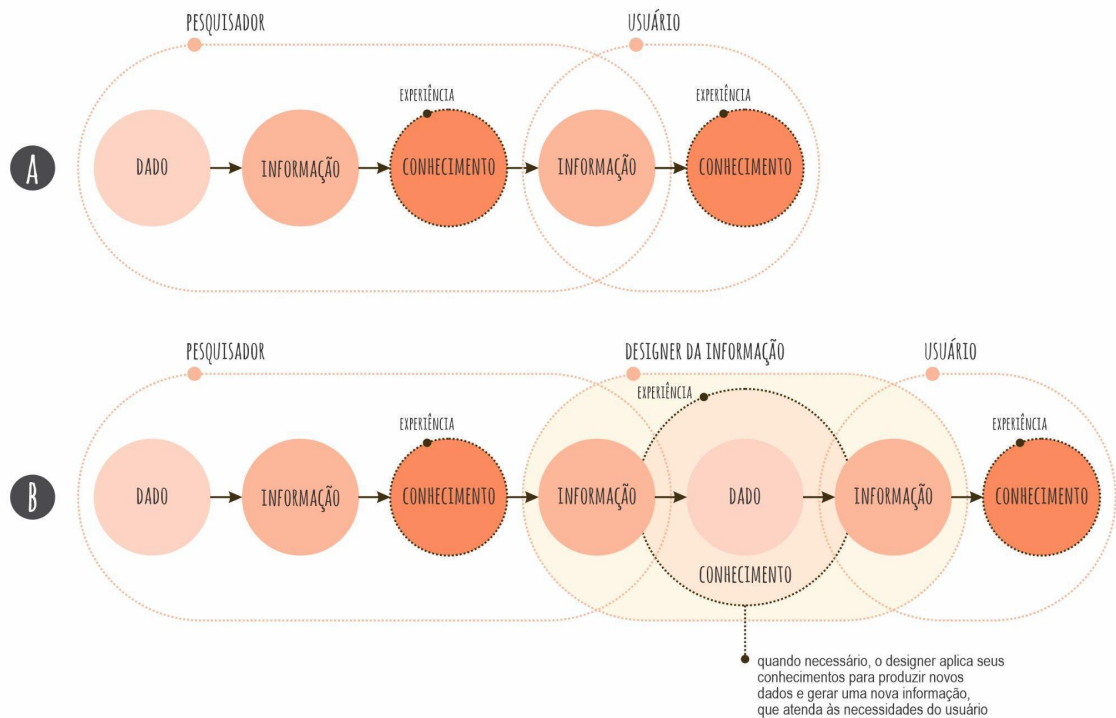 PESQUISADOR
USUÁRIO
EXPERIÊNCIA
EXPERIÊNCIA
A
DADO
INFORMAÇÃO
CONHECIMENTO
INFORMAÇÃO
CONHECIMENTO
PESQUISADOR
DESIGNER DA INFORMAÇÃO
USUÁRIO
EXPERIÊNCIA
EXPERIÊNCIA
EXPERIÊNCIA
B
DADO
INFORMAÇÃO
CONHECIMENTO
INFORMAÇÃO
DADO
INFORMAÇÃO
CONHECIMENTO
CONHECIMENTO
quando necessário, o designer aplica seus
conhecimentos para produzir novos
dados e gerar uma nova informação,
que atenda às necessidades do usuário